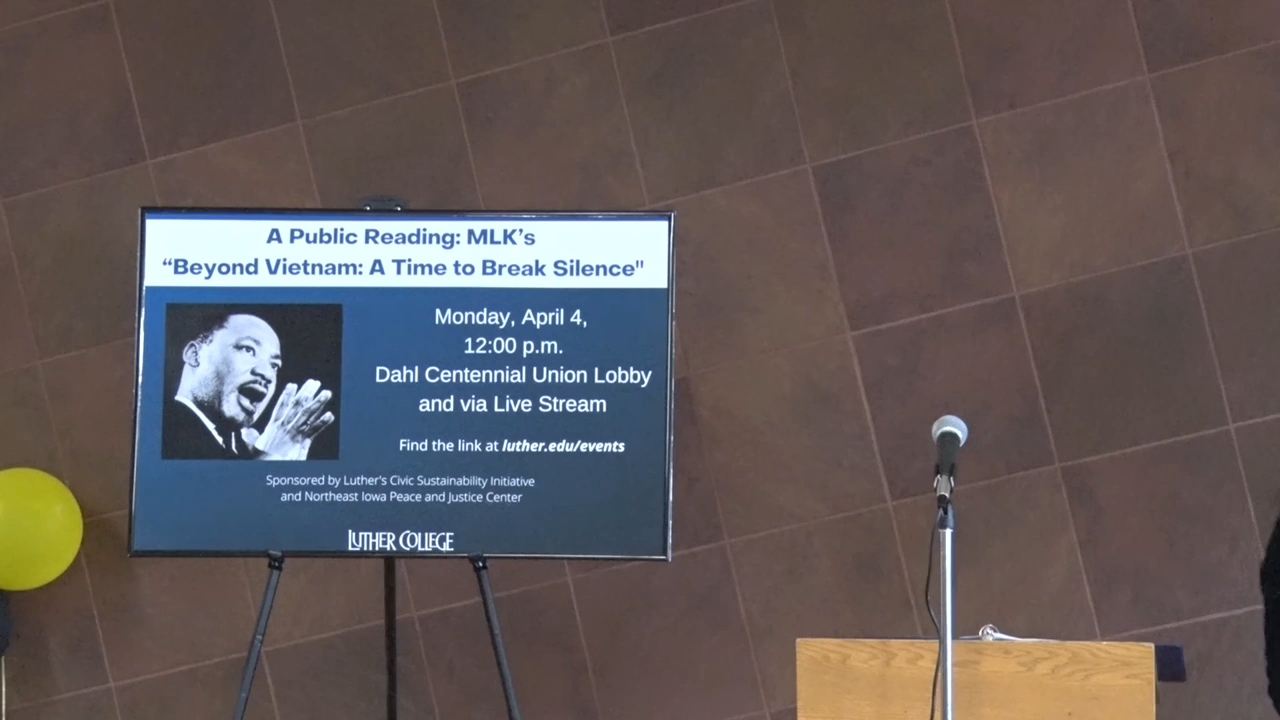 A Public Reading: MLK’s
“Beyond Vietnam: A Time to Break Silence"
Monday, April 4,
12:00 p.m.
Dahl Centennial Union Lobby
and via Live Stream
Find the link at luther.edu/events
Sponsored by Luther's Civic Sustainability Initiative
and Northeast Iowa Peace and Justice Center
LUTHER COLLEGE